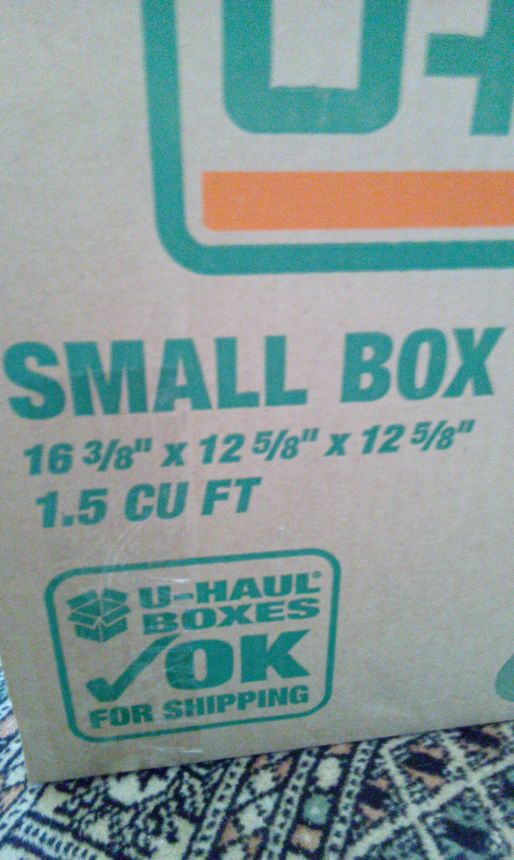 U-
SMALL BOX
16 3/8" x 12 5/8" x 12 5/8"
1.5 CU FT
U-HAUL®
BOXES
✓OK
FOR SHIPPING